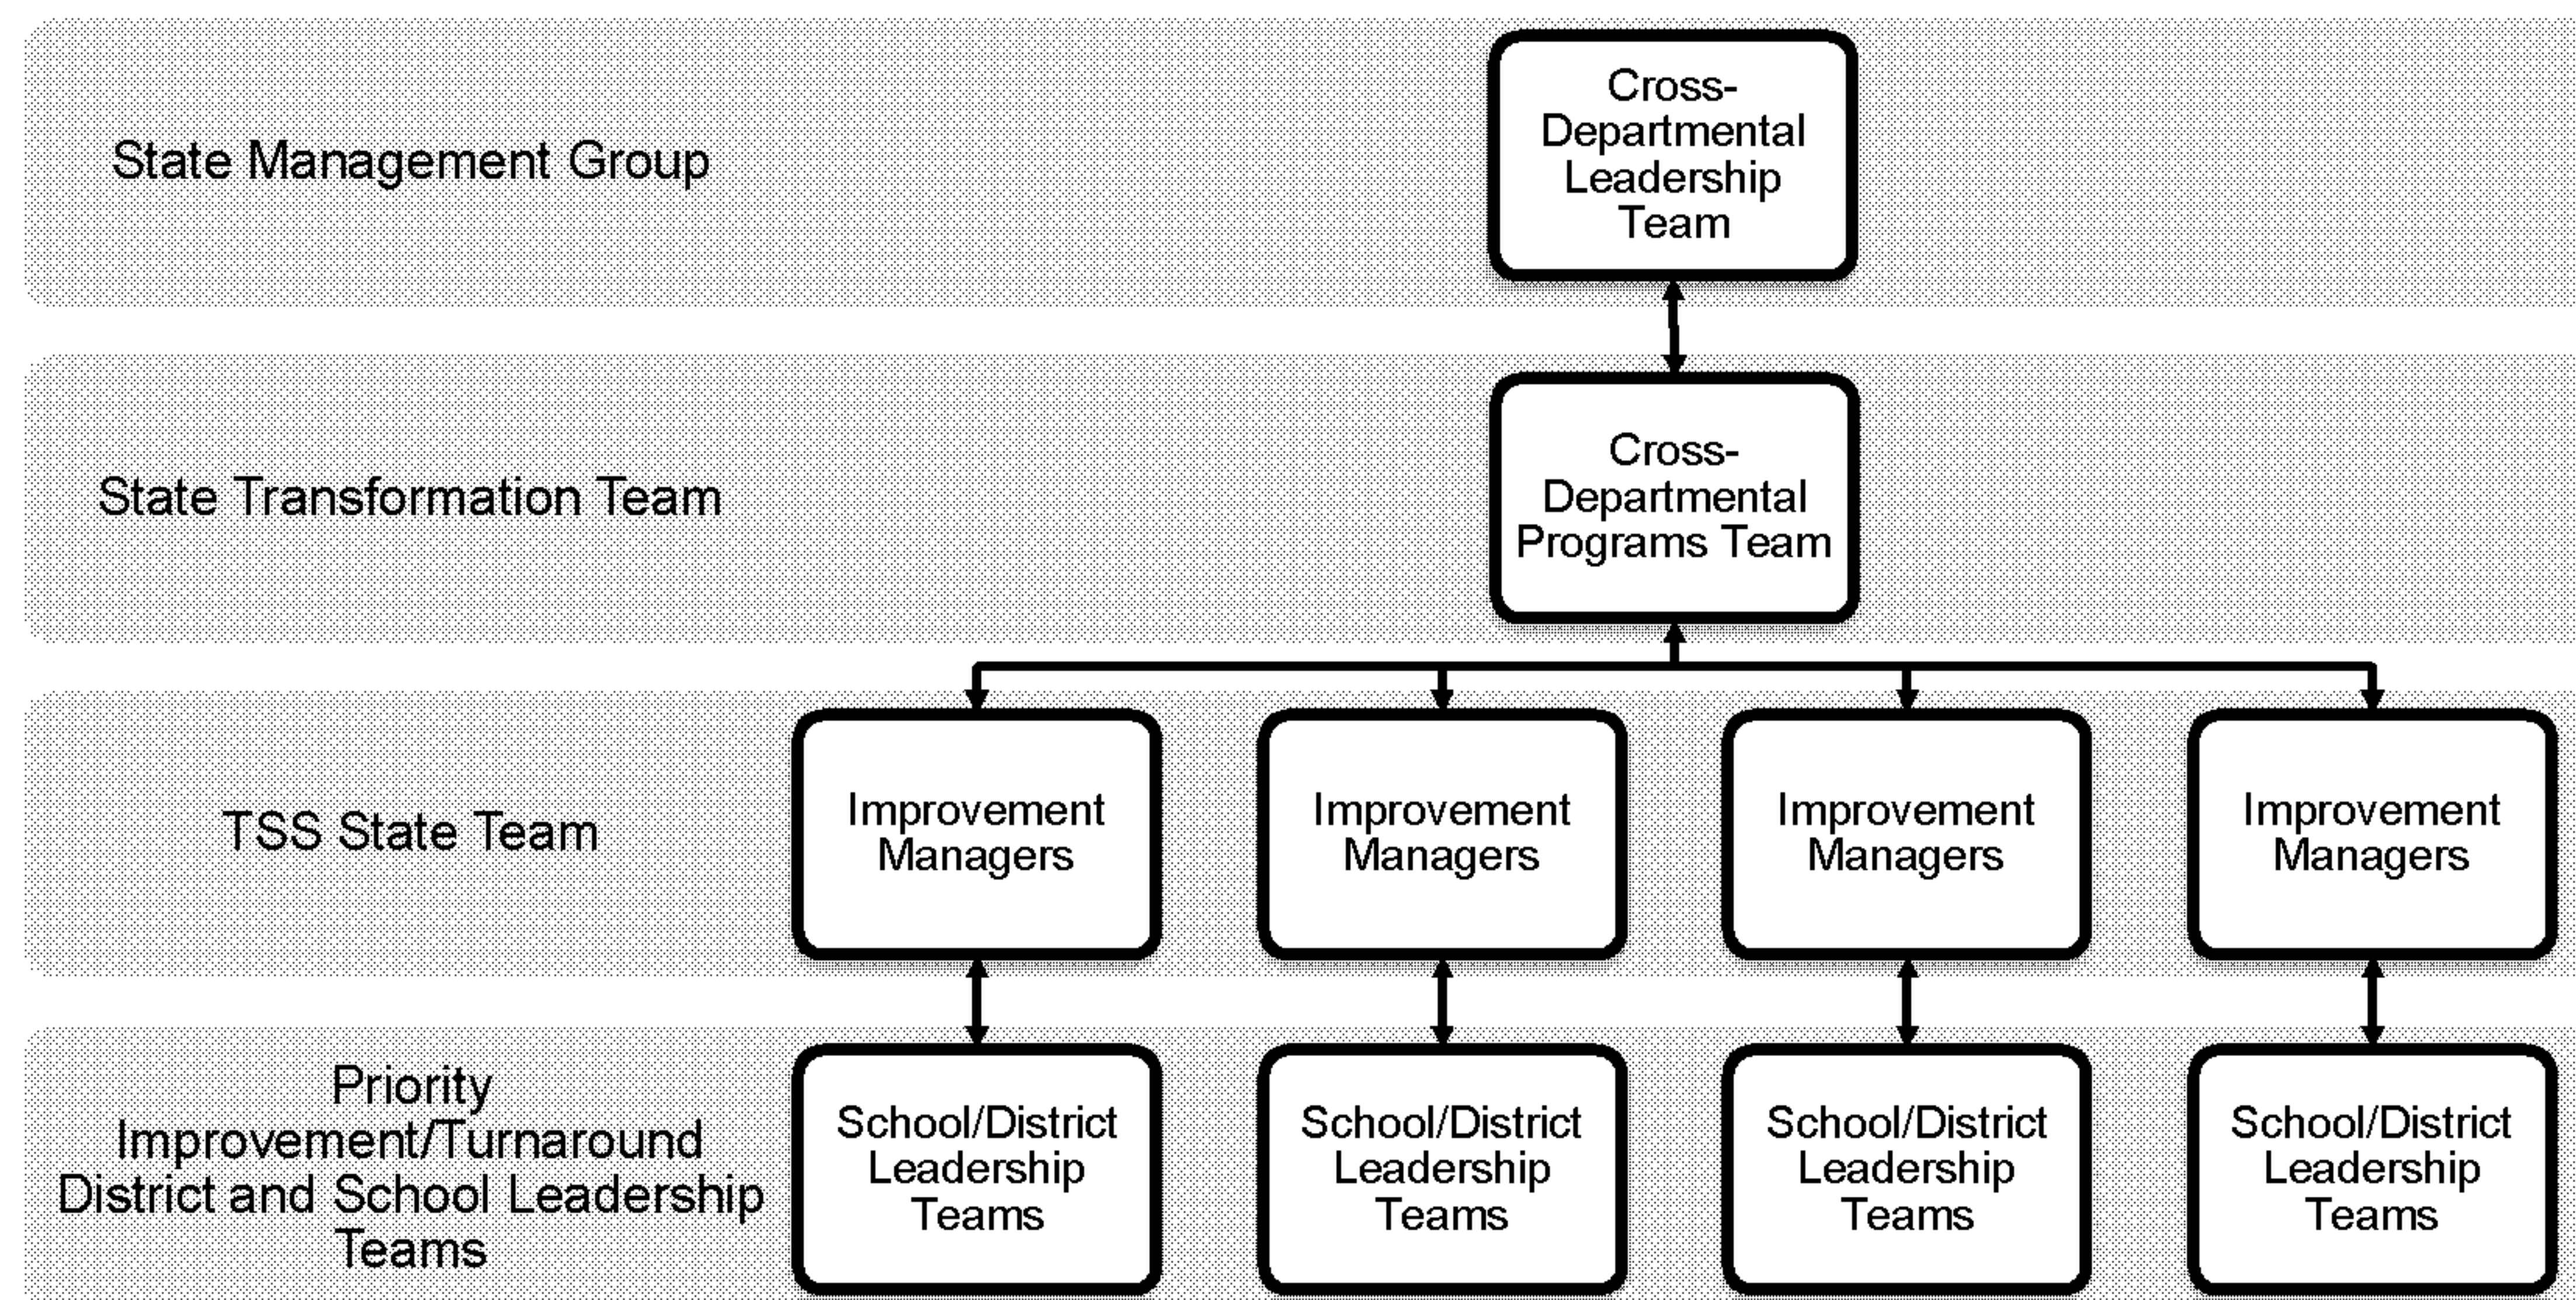 State Management Group
Cross-
Departmental
Leadership
Team
State Transformation Team
Cross-
Departmental
Programs Team
TSS State Team
Improvement
Managers
Improvement
Managers
Improvement
Managers
Improvement
Managers
Priority
Improvement/Turnaround
District and School Leadership
Teams
School/District
Leadership
Teams
School/District
Leadership
Teams
School/District
Leadership
Teams
School/District
Leadership
Teams